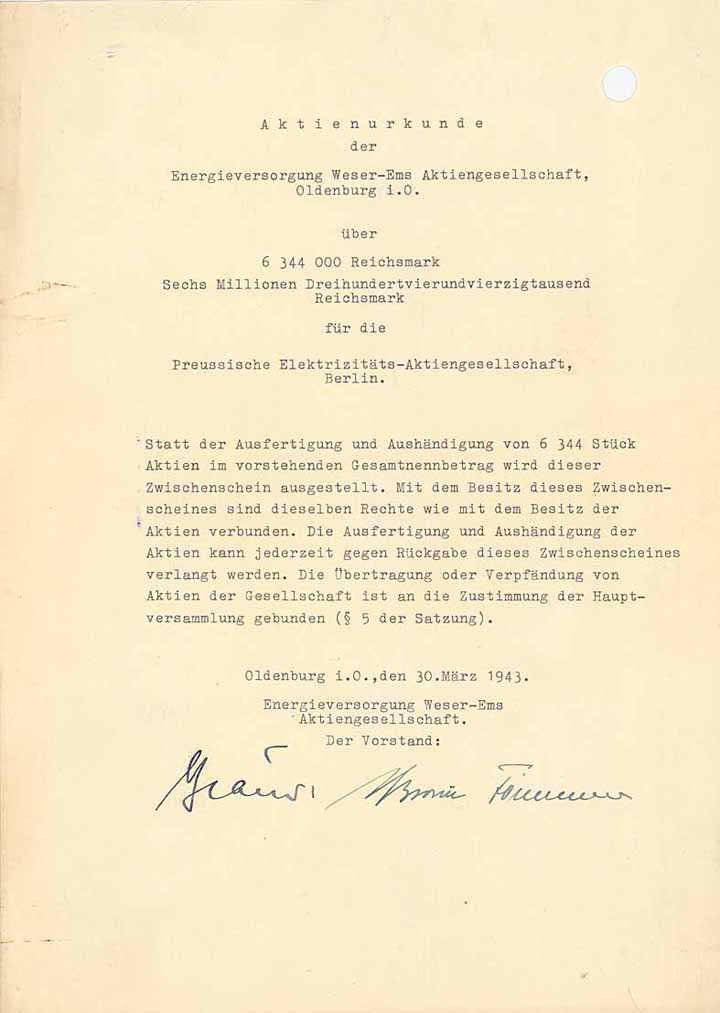 Aktienurkunde
der
Energieversorgung Weser-Ems Aktiengesellschaft,
Oldenburg i.O.
über
6 344 000 Reichsmark
Sechs Millionen Dreihundertvierundvierzigtausend
Reichsmark
für die
Preussische Elektrizitäts-Aktiengesellschaft,
Berlin.
Statt der Ausfertigung und Aushändigung von 6 344 Stück
Aktien im vorstehenden Gesamtnennbetrag wird dieser
Zwischenschein ausgestellt. Mit dem Besitz dieses Zwischen-
scheines sind dieselben Rechte wie mit dem Besitz der
Aktien verbunden. Die Ausfertigung und Aushändigung der
Aktien kann jederzeit gegen Rückgabe dieses Zwischenscheines
verlangt werden. Die Übertragung oder Verpfändung von
Aktien der Gesellschaft ist an die Zustimmung der Haupt-
versammlung gebunden (§ 5 der Satzung).
Oldenburg i.O.,den 30.März 1943.
Energieversorgung Weser-Ems
Aktiengesellschaft.
Der Vorstand: